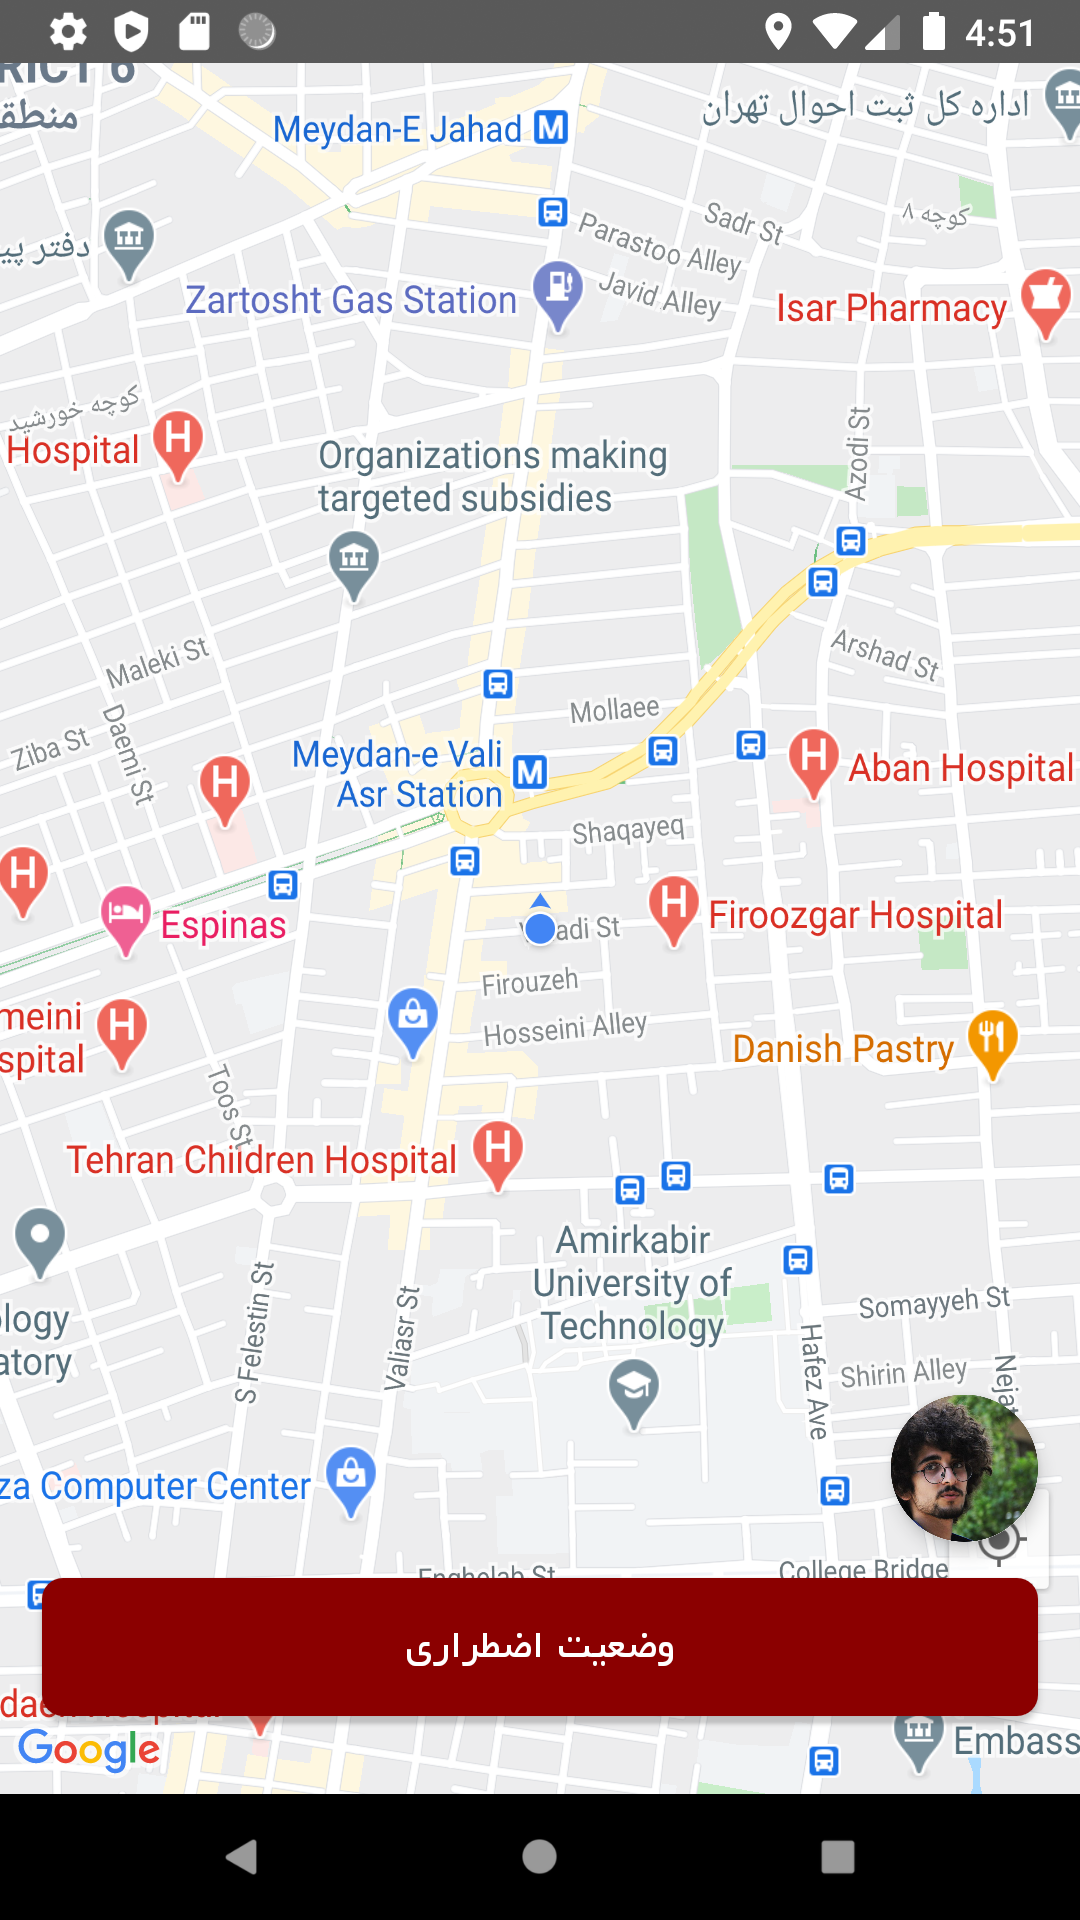 4:51
RICT 6
منطقه
Meydan-E Jahad
اداره کل ثبت احوال تهران
Sadr St
کوچه ۸
Parastoo Alley
دفتر
Javid Alley
Zartosht Gas Station
Isar Pharmacy
کوچه خورشید
Hospital
Azodi St
Organizations making
targeted subsidies
Maleki St
Arshad St
Daemi St
Mollaee
Ziba St
Meydan-e Vali
Asr Station
Aban Hospital
Shaqayeq
Espinas
adi St
Firoozgar Hospital
Firouzeh
meini
spital
Hosseini Alley
Danish Pastry
Toos St
Tehran Children Hospital
Amirkabir
University of
Technology
ology
atory
S Felestin St
Valiasr St
Somayyeh St
Hafez Ave
Shirin Alley
Nejat
za Computer Center
Enghelab St
College Bridge
وضعیت اضطراری
Hospital
Google
Embass